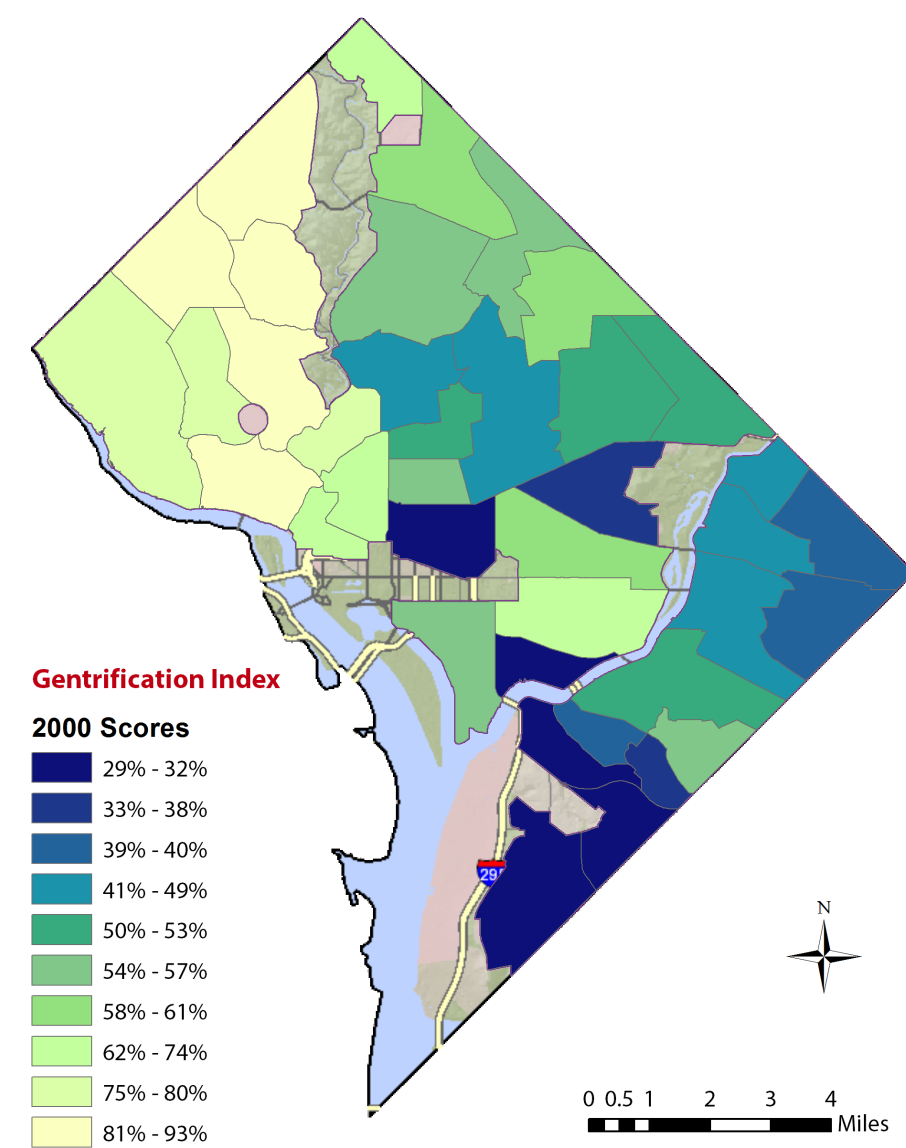 Gentrification Index
2000 Scores
29% - 32%
33% - 38%
39% - 40%
41% - 49%
50% - 53%
54% - 57%
58% - 61%
62% - 74%
75% - 80%
81% - 93%
295
N
0 0.5 1 2 3 4
Miles